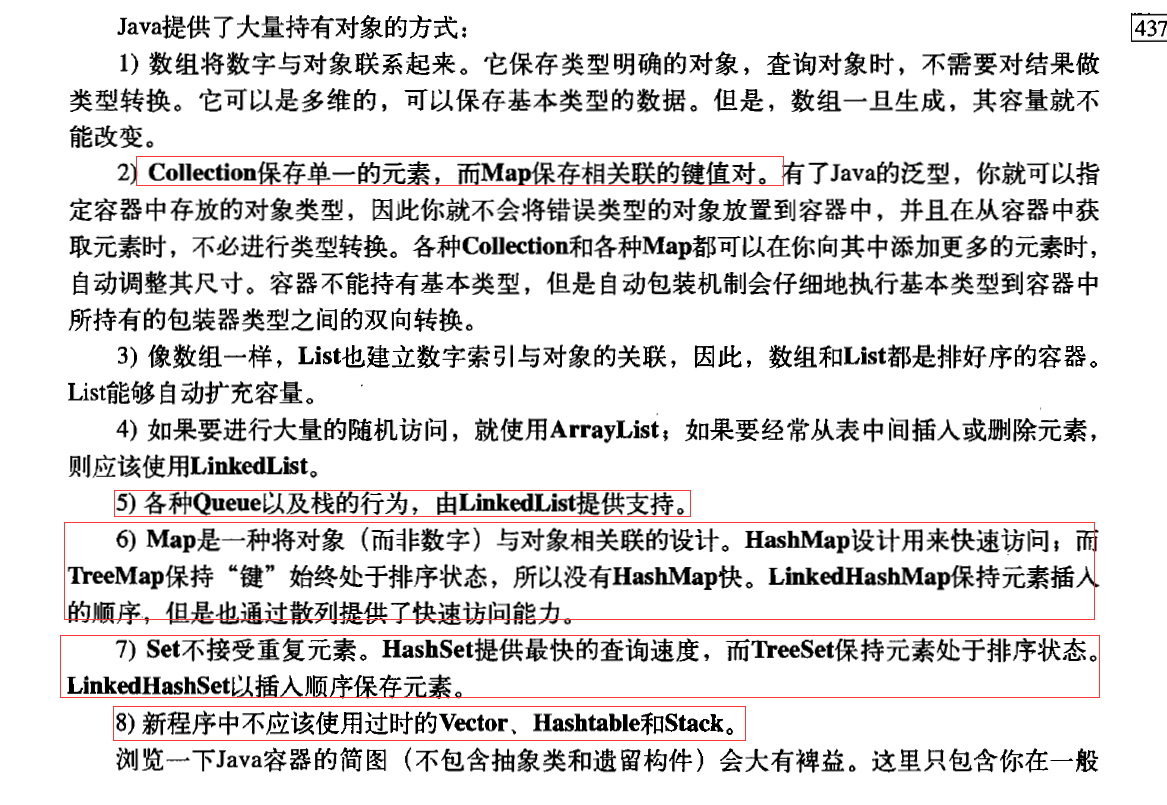 Java提供了大量持有对象的方式：
437
1) 数组将数字与对象联系起来。它保存类型明确的对象，查询对象时，不需要对结果做
类型转换。它可以是多维的，可以保存基本类型的数据。但是，数组一旦生成，其容量就不
能改变。
2) Collection保存单一的元素，而Map保存相关联的键值对。有了Java的泛型，你就可以指
定容器中存放的对象类型，因此你就不会将错误类型的对象放置到容器中，并且在从容器中获
取元素时，不必进行类型转换。各种Collection和各种Map都可以在你向其中添加更多的元素时，
自动调整其尺寸。容器不能持有基本类型，但是自动包装机制会仔细地执行基本类型到容器中
所持有的包装器类型之间的双向转换。
3) 像数组一样，List也建立数字索引与对象的关联，因此，数组和List都是排好序的容器。
List能够自动扩充容量。
4) 如果要进行大量的随机访问，就使用ArrayList；如果要经常从表中间插入或删除元素，
则应该使用LinkedList。
5) 各种Queue以及栈的行为，由LinkedList提供支持。
6) Map是一种将对象（而非数字）与对象相关联的设计。HashMap设计用来快速访问；而
TreeMap保持“键”始终处于排序状态，所以没有HashMap快。LinkedHashMap保持元素插入
的顺序，但是也通过散列提供了快速访问能力。
7) Set不接受重复元素。HashSet提供最快的查询速度，而TreeSet保持元素处于排序状态。
LinkedHashSet以插入顺序保存元素。
8) 新程序中不应该使用过时的Vector、Hashtable和Stack。
浏览一下Java容器的简图（不包含抽象类和遗留构件）会大有裨益。这里只包含你在一般